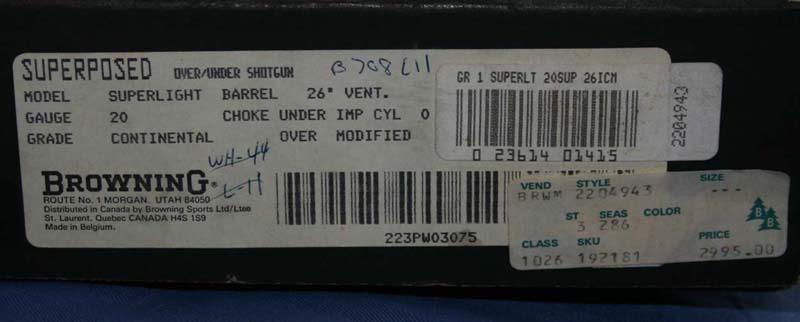 SUPERPOSED OVER/UNDER SHOTGUN
B708E11
MODEL SUPERLIGHT BARREL 26" VENT.
GAUGE 20 CHOKE UNDER IMP CYL 0
GRADE CONTINENTAL OVER MODIFIED
WH-44
L-11
BROWNING®
ROUTE No. 1 MORGAN, UTAH 84050
Distributed in Canada by Browning Sports Ltd/Ltee
St. Laurent, Quebec CANADA H4S 1S9
Made in Belgium.
223PW03075
GR 1 SUPERLT 20SUP 26ICM
0 23614 01415
2204943
VEND STYLE SIZE
BRWM 2204943 ---
ST SEAS COLOR
3 286
B B
CLASS SKU PRICE
1026 192181 2995.00